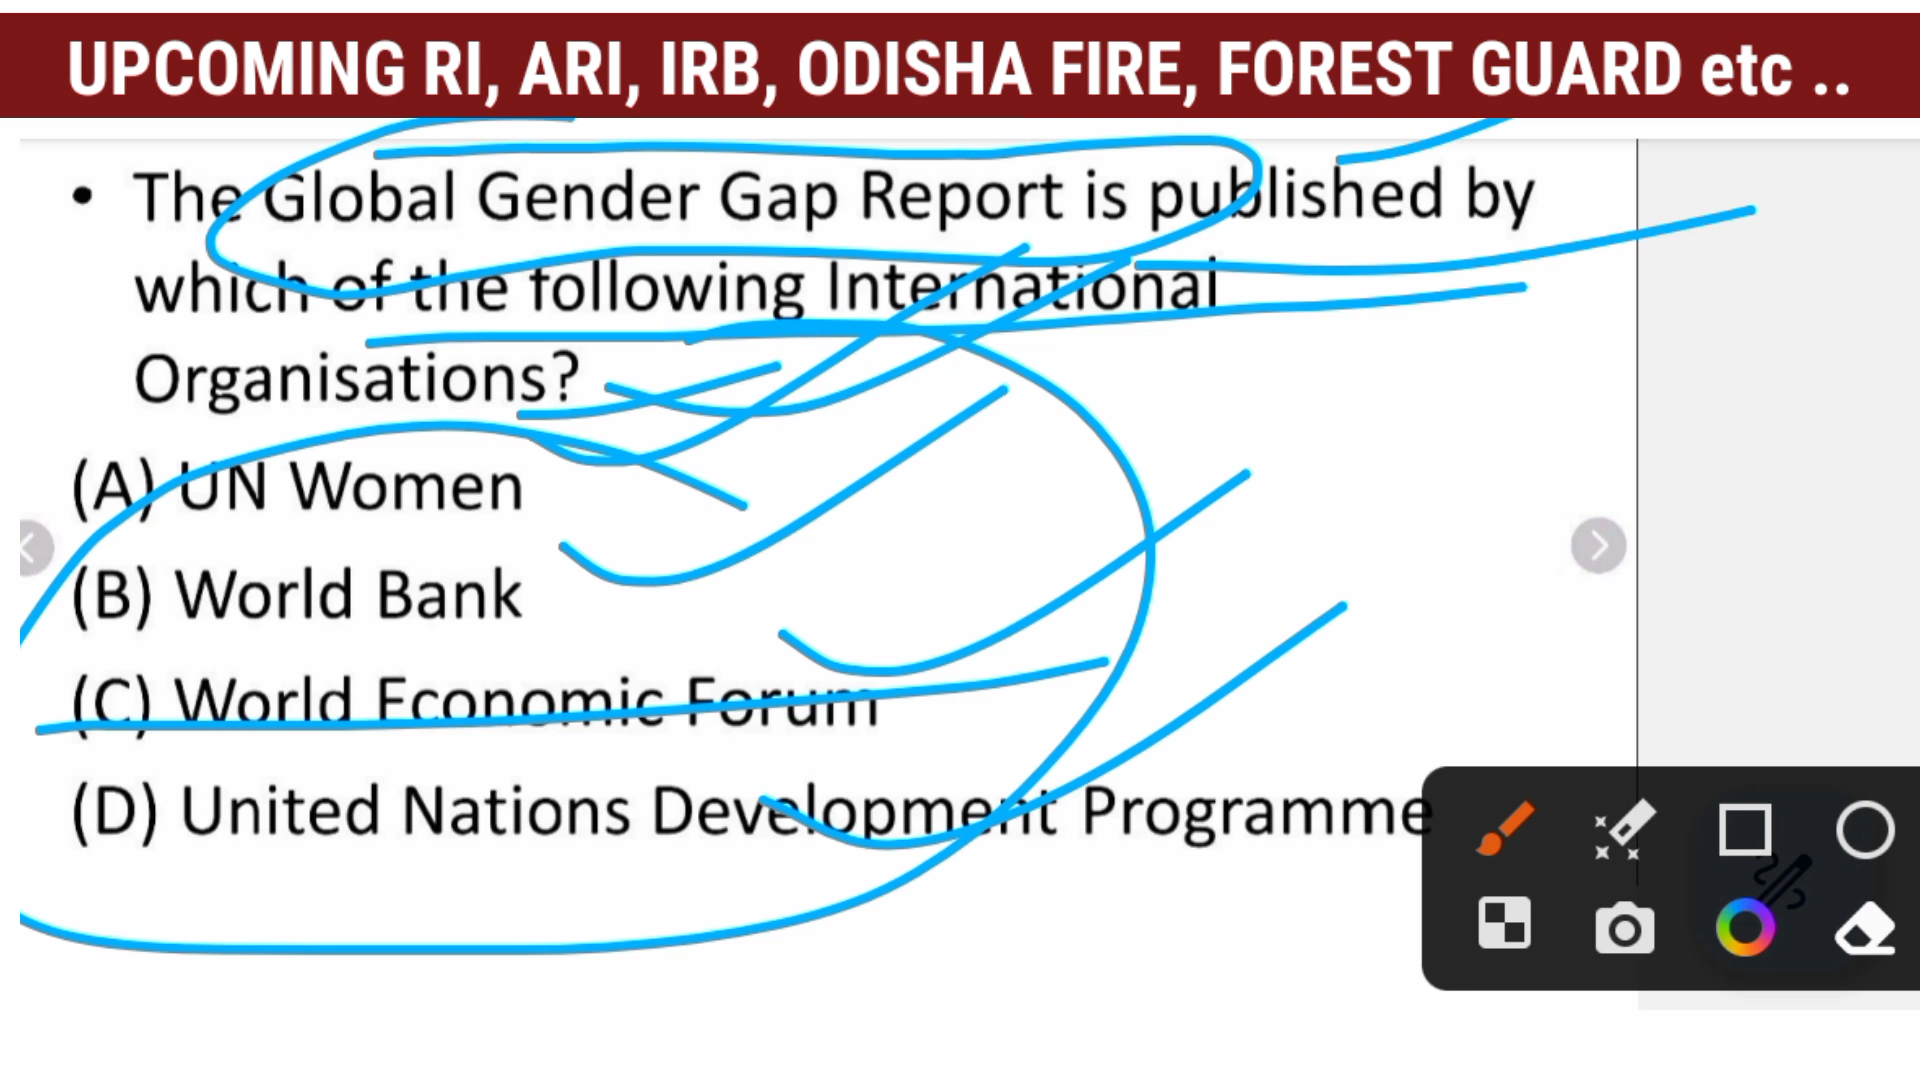 UPCOMING RI, ARI, IRB, ODISHA FIRE, FOREST GUARD etc ..
• The Global Gender Gap Report is published by
which of the following International
Organisations?
(A) UN Women
(B) World Bank
(C) World Economic Forum
(D) United Nations Development Programme